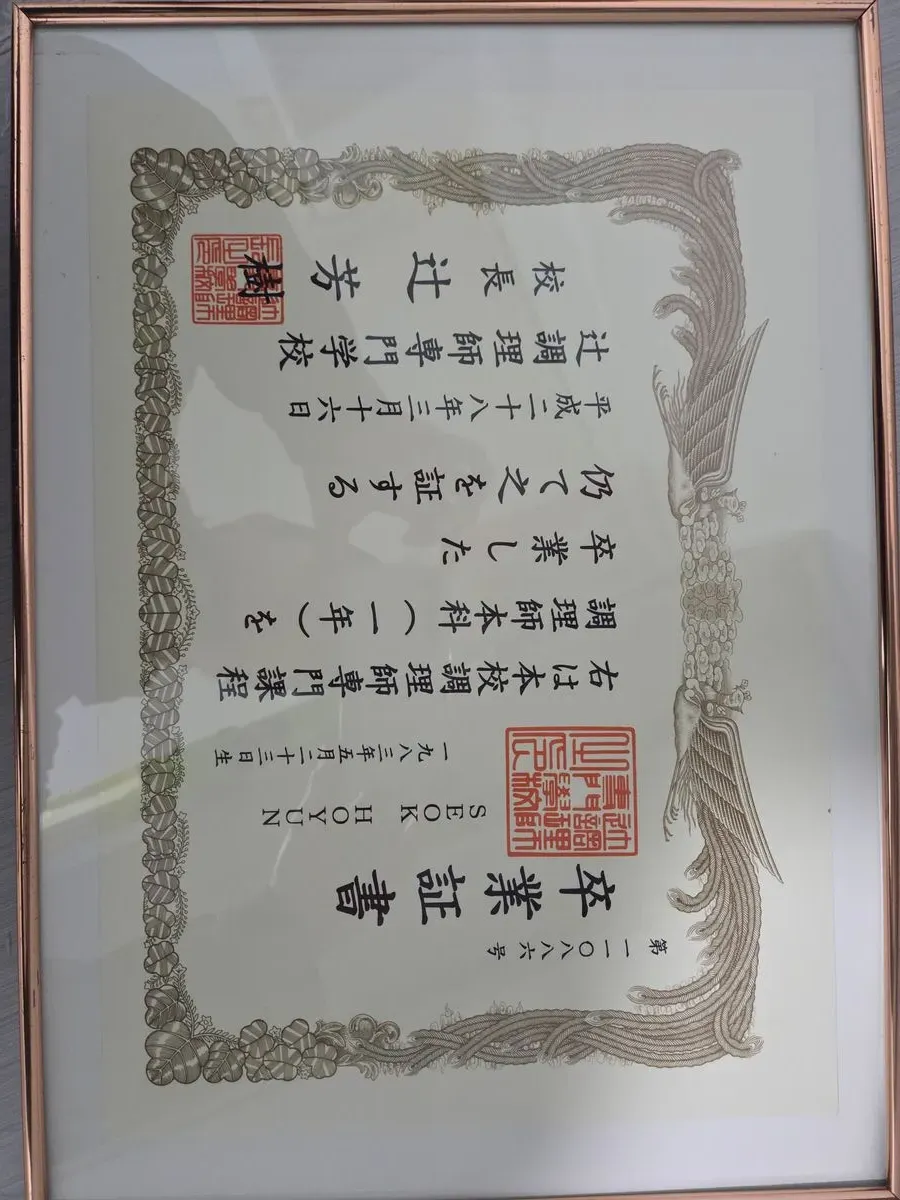 第一一〇八八六号
卒業証書
SEOK HOYUN
一九八三年五月二十三日生
右は本校調理師専門課程
調理師本科（一年）を
卒業した
仍て之を証する
平成二十八年三月十六日
辻調理師専門学校
校長 辻芳樹